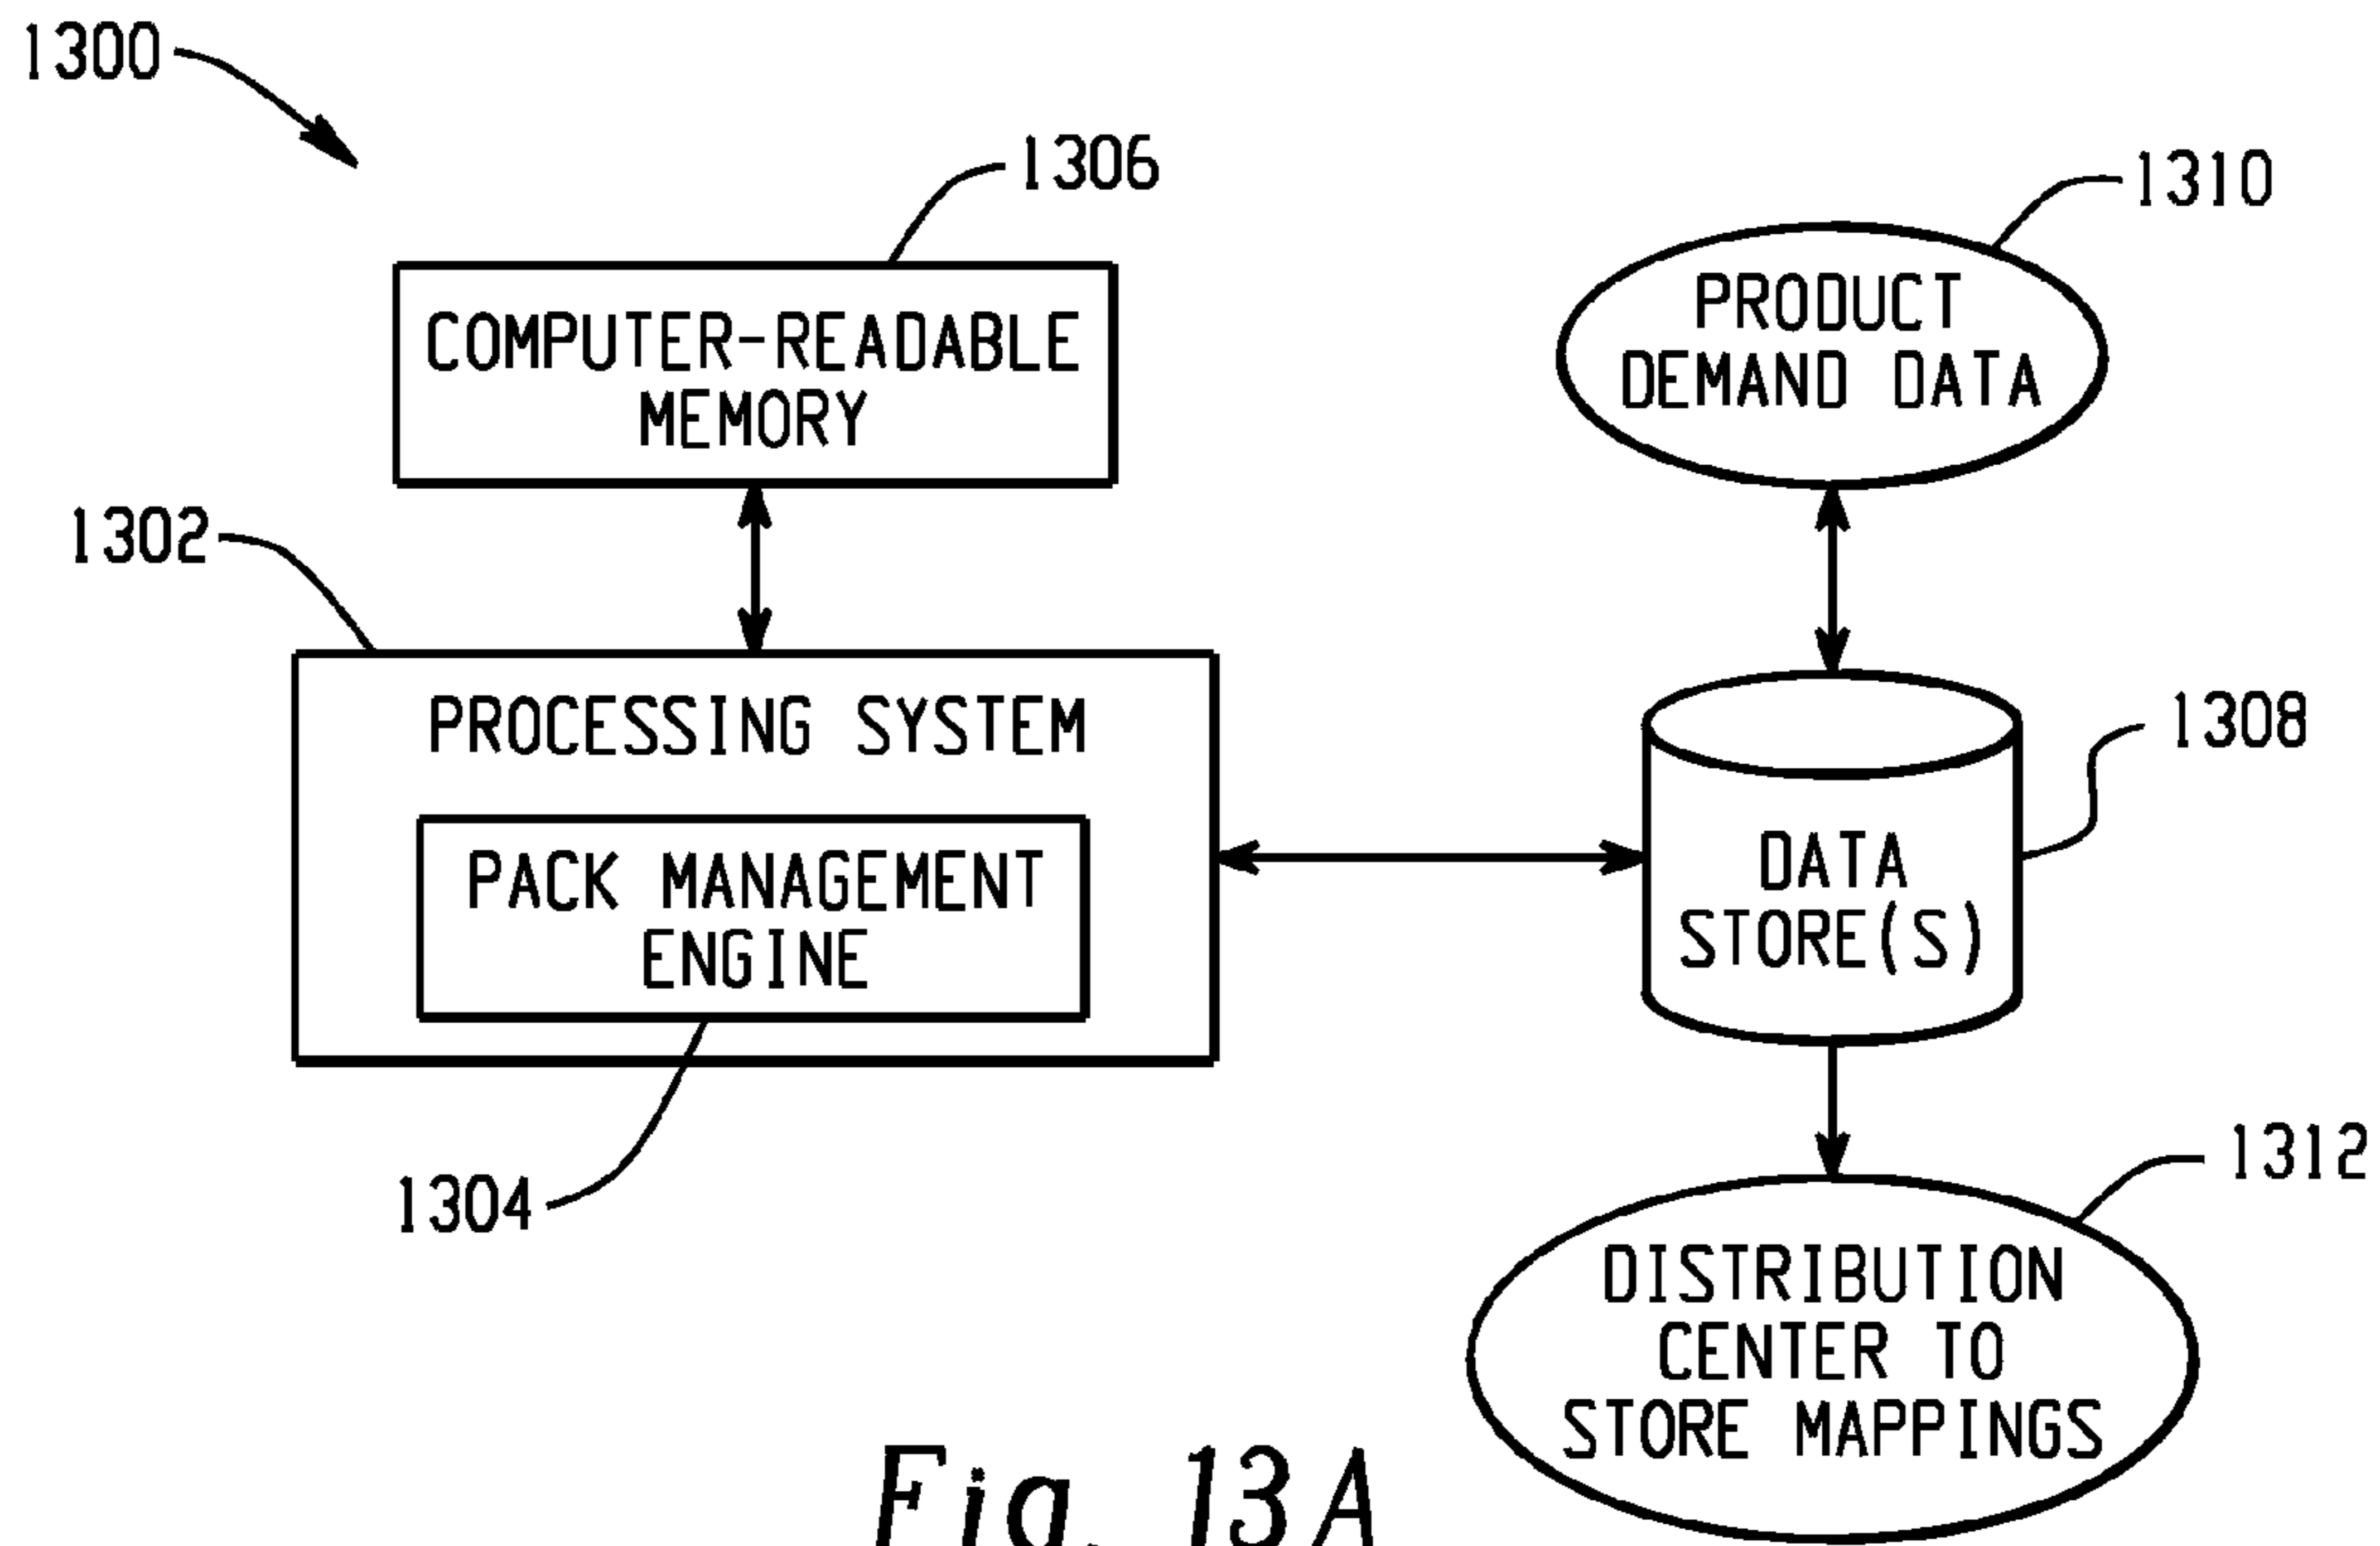 1300
1306
COMPUTER-READABLE
MEMORY
1310
PRODUCT
DEMAND DATA
1302
PROCESSING SYSTEM
PACK MANAGEMENT
ENGINE
1304
1308
DATA
STORE(S)
1312
DISTRIBUTION
CENTER TO
STORE MAPPINGS
Fig. 13A